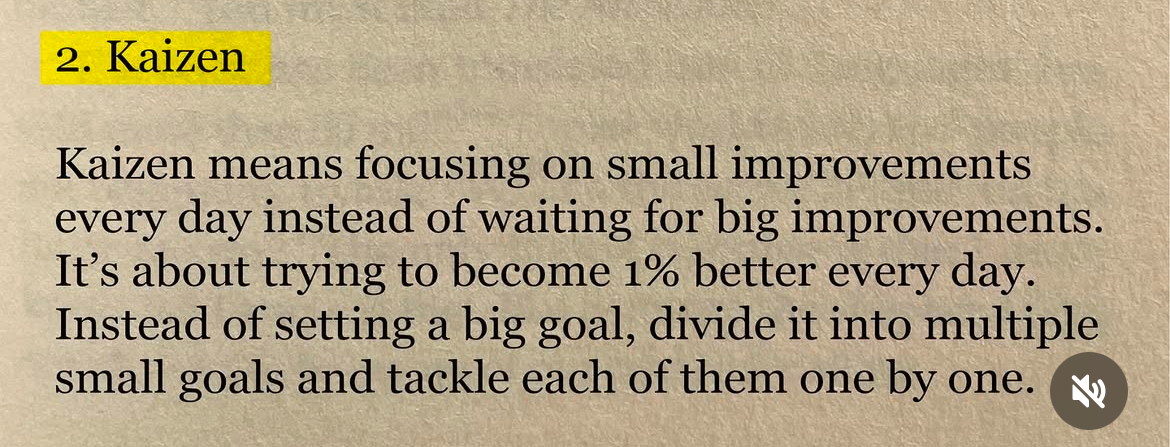 2. Kaizen
Kaizen means focusing on small improvements
every day instead of waiting for big improvements.
It’s about trying to become 1% better every day.
Instead of setting a big goal, divide it into multiple
small goals and tackle each of them one by one.